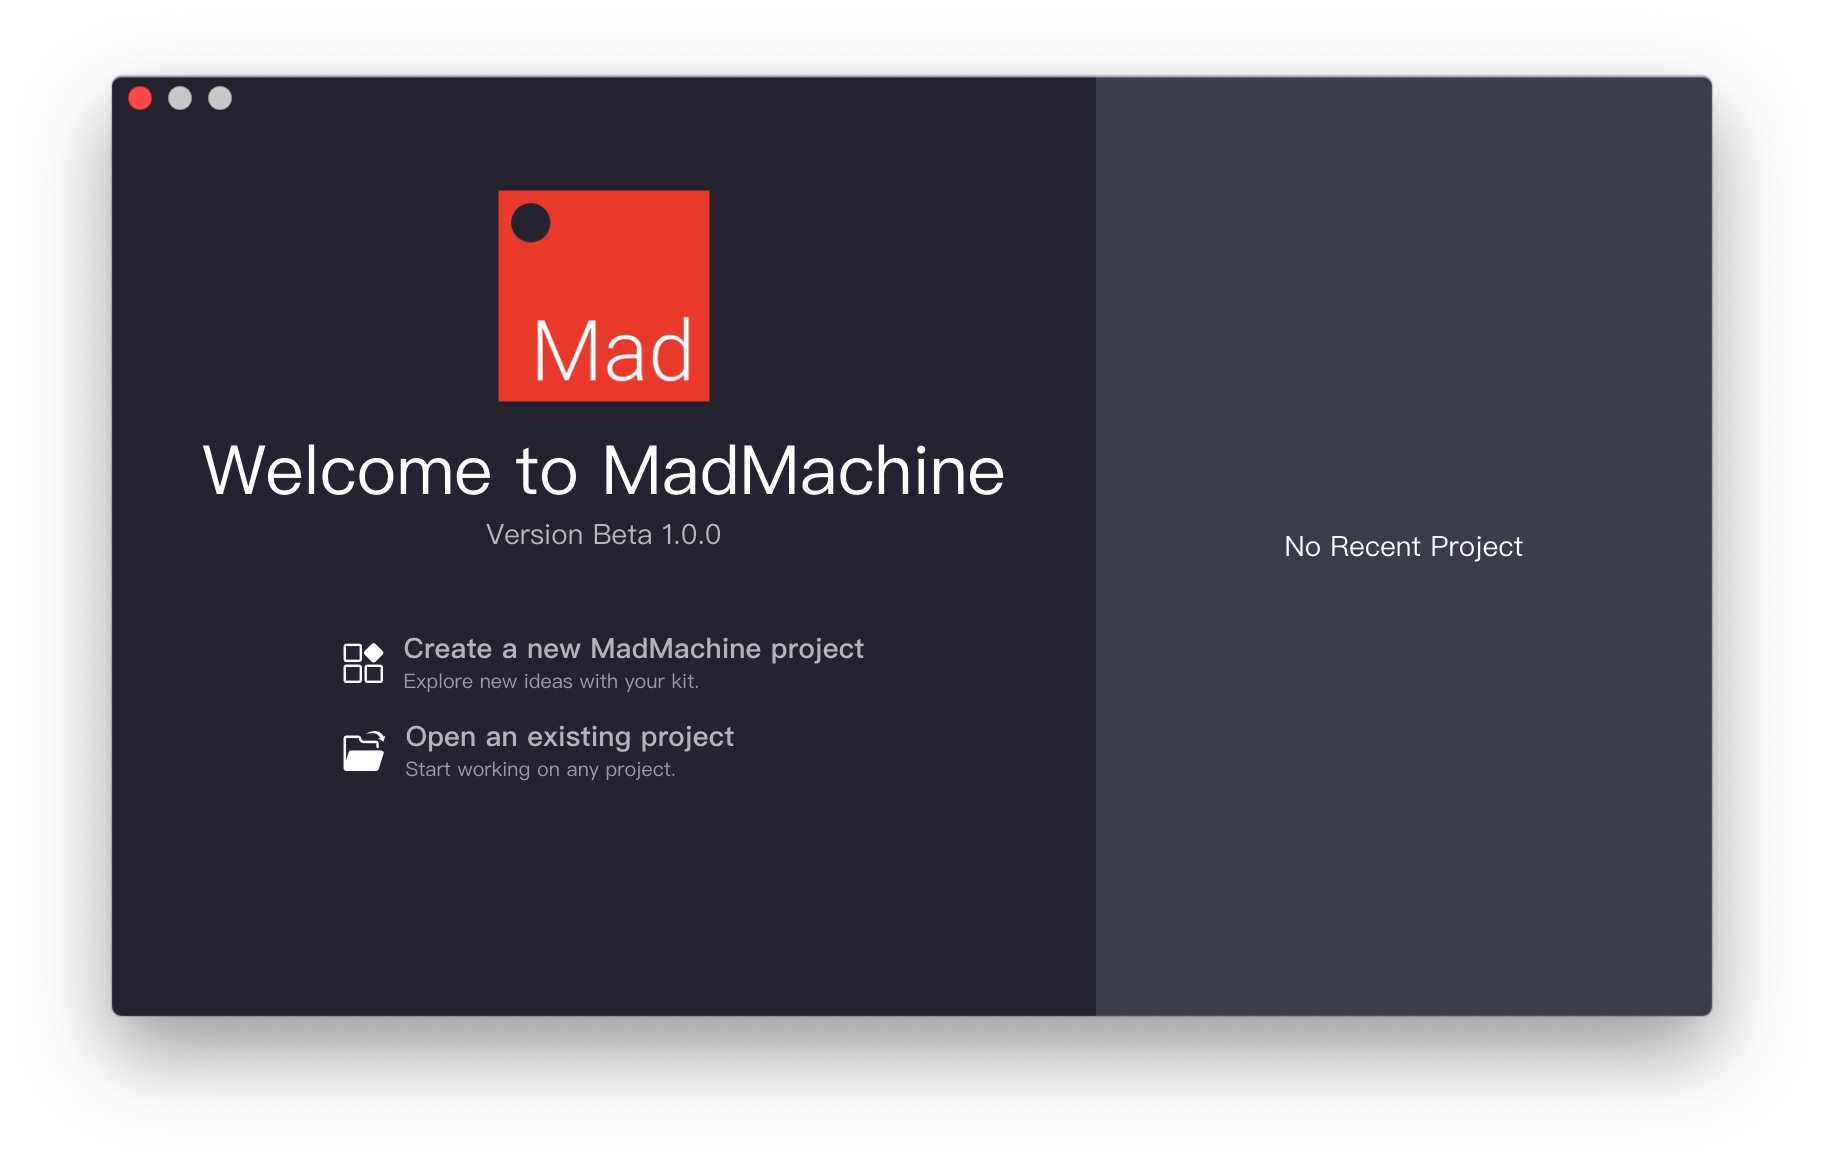 Mad
Welcome to MadMachine
Version Beta 1.0.0
Create a new MadMachine project
Explore new ideas with your kit.
Open an existing project
Start working on any project.
No Recent Project